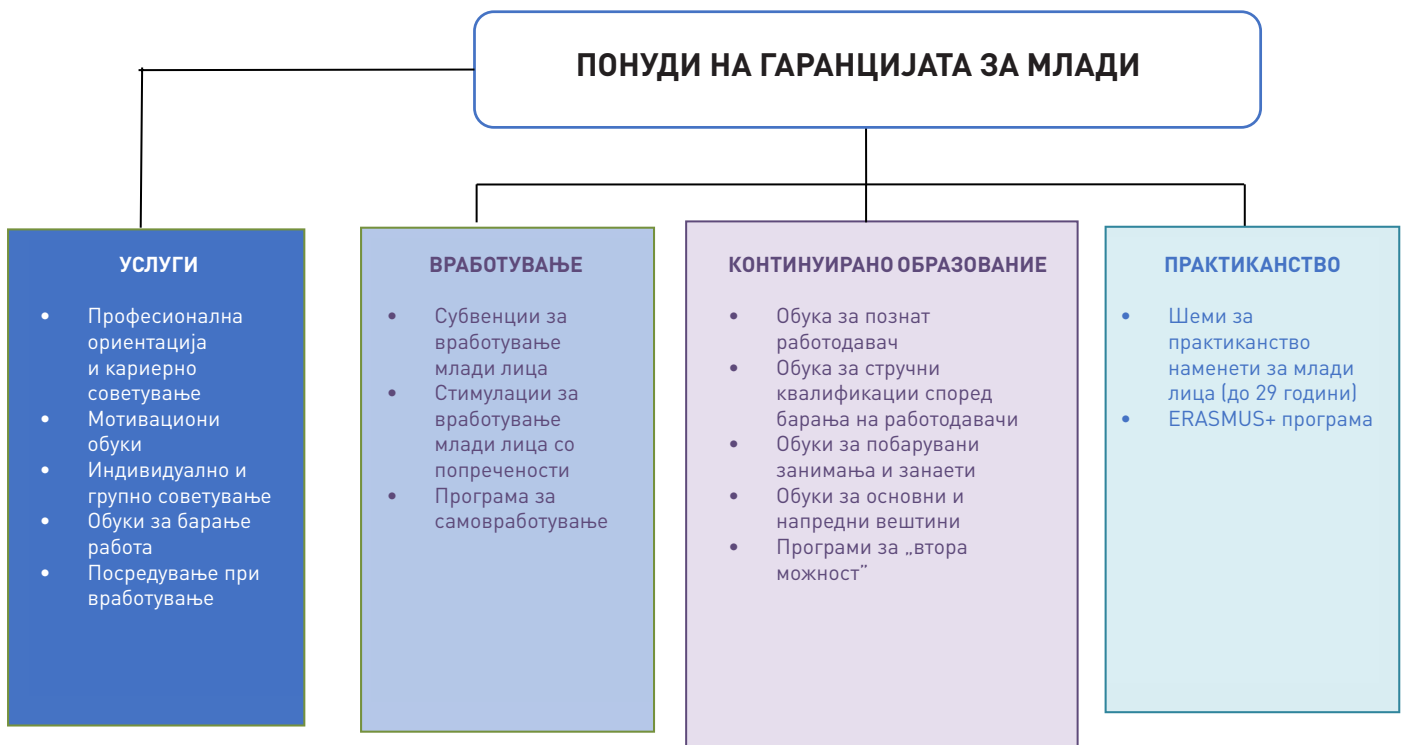 ПОНУДИ НА ГАРАНЦИЈАТА ЗА МЛАДИ
УСЛУГИ
• Професионална
ориентација
и кариерно
советување
• Мотивациони
обуки
• Индивидуално и
групно советување
• Обуки за барање
работа
• Посредување при
вработување
ВРАБОТУВАЊЕ
• Субвенции за
вработување
млади лица
• Стимулации за
вработување
млади лица со
попречености
• Програма за
самовработување
КОНТИНУИРАНО ОБРАЗОВАНИЕ
• Обука за познат
работодавач
• Обука за стручни
квалификации според
барања на работодавачи
• Обуки за побарувани
занимања и занаети
• Обуки за основни и
напредни вештини
• Програми за „втора
можност”
ПРАКТИКАНСТВО
• Шеми за
практиканство
наменети за млади
лица (до 29 години)
• ERASMUS+ програма